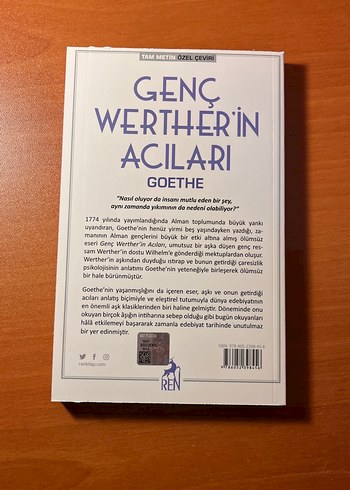 TAM METİN ÖZEL ÇEVİRİ
GENÇ
WERTHER'İN
ACILARI
GOETHE
"Nasıl oluyor da insanı mutlu eden bir şey,
aynı zamanda yıkımının da nedeni olabiliyor?"
1774 yılında yayımlandığında Alman toplumunda büyük yankı
uyandıran, Goethe'nin henüz yirmi beş yaşındayken yazdığı, za-
manının Alman gençlerini büyük bir etki altına almış ölümsüz
eseri Genç Werther'in Acıları, umutsuz bir aşka düşen genç res-
sam Werther'in dostu Wilhelm'e gönderdiği mektuplardan oluşur.
Werther'in aşkından duyduğu ıstırap ve bunun getirdiği çaresizlik
psikolojisinin anlatımı Goethe'nin yeteneğiyle birleşerek ölümsüz
bir hale bürünmüştür.
Goethe'nin yaşanmışlığını da içeren eser, aşkı ve onun getirdiği
acıları anlatış biçimiyle ve eleştirel tutumuyla dünya edebiyatının
en önemli aşk klasiklerinden biri haline gelmiştir. Döneminde onu
okuyan birçok âşığın intiharına sebep olduğu gibi bugün okuyanları
hâlâ etkilemeyi başararak zamanla edebiyat tarihinde unutulmaz
bir yer edinmiştir.
renkitap.com
REN